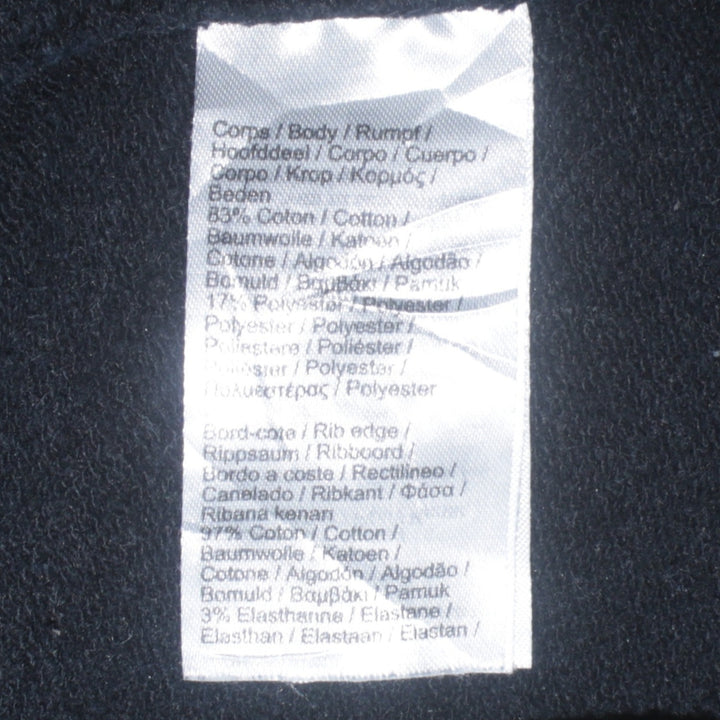 Corps / Body / Rumpf /
Hoofddeel / Corpo / Cuerpo /
Corpo / Krop / Κορμός /
Beden
83% Coton / Cotton /
Baumwolle / Katoen /
Cotone / Algodón / Algodão /
Bomuld / Βαμβάκι / Pamuk
17% Polyester / Polyester /
Polyester / Polyester /
Poliestere / Poliéster /
Poliéster / Polyester /
Πολυεστέρας / Polyester
Bord-cote / Rib edge /
Rippsaum / Ribboord /
Bordo a coste / Rectilíneo /
Canelado / Ribkant / Φάσα /
Ribana kenarı
97% Coton / Cotton /
Baumwolle / Katoen /
Cotone / Algodón / Algodão /
Bomuld / Βαμβάκι / Pamuk
3% Elasthanne / Elastane /
Elasthan / Elastaan / Elastan /